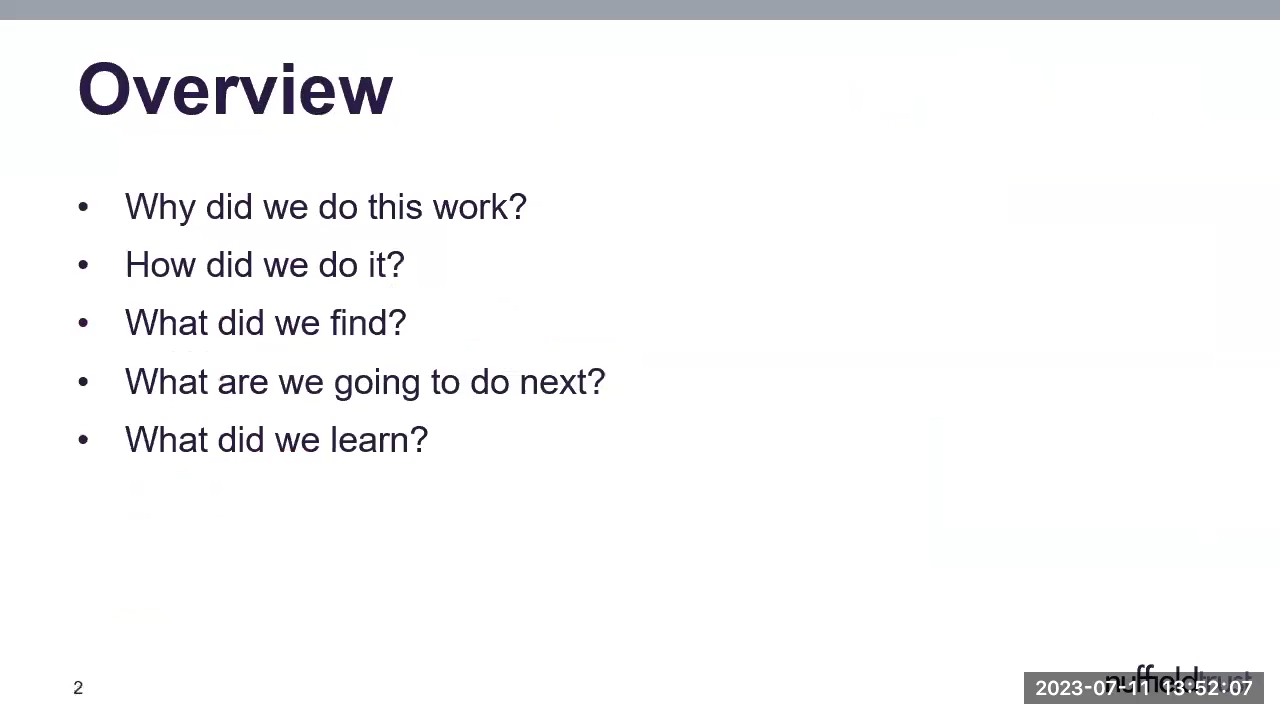 Overview
• Why did we do this work?
• How did we do it?
• What did we find?
• What are we going to do next?
• What did we learn?
2
nuffieldtrust
2023-07-11 13:52:07